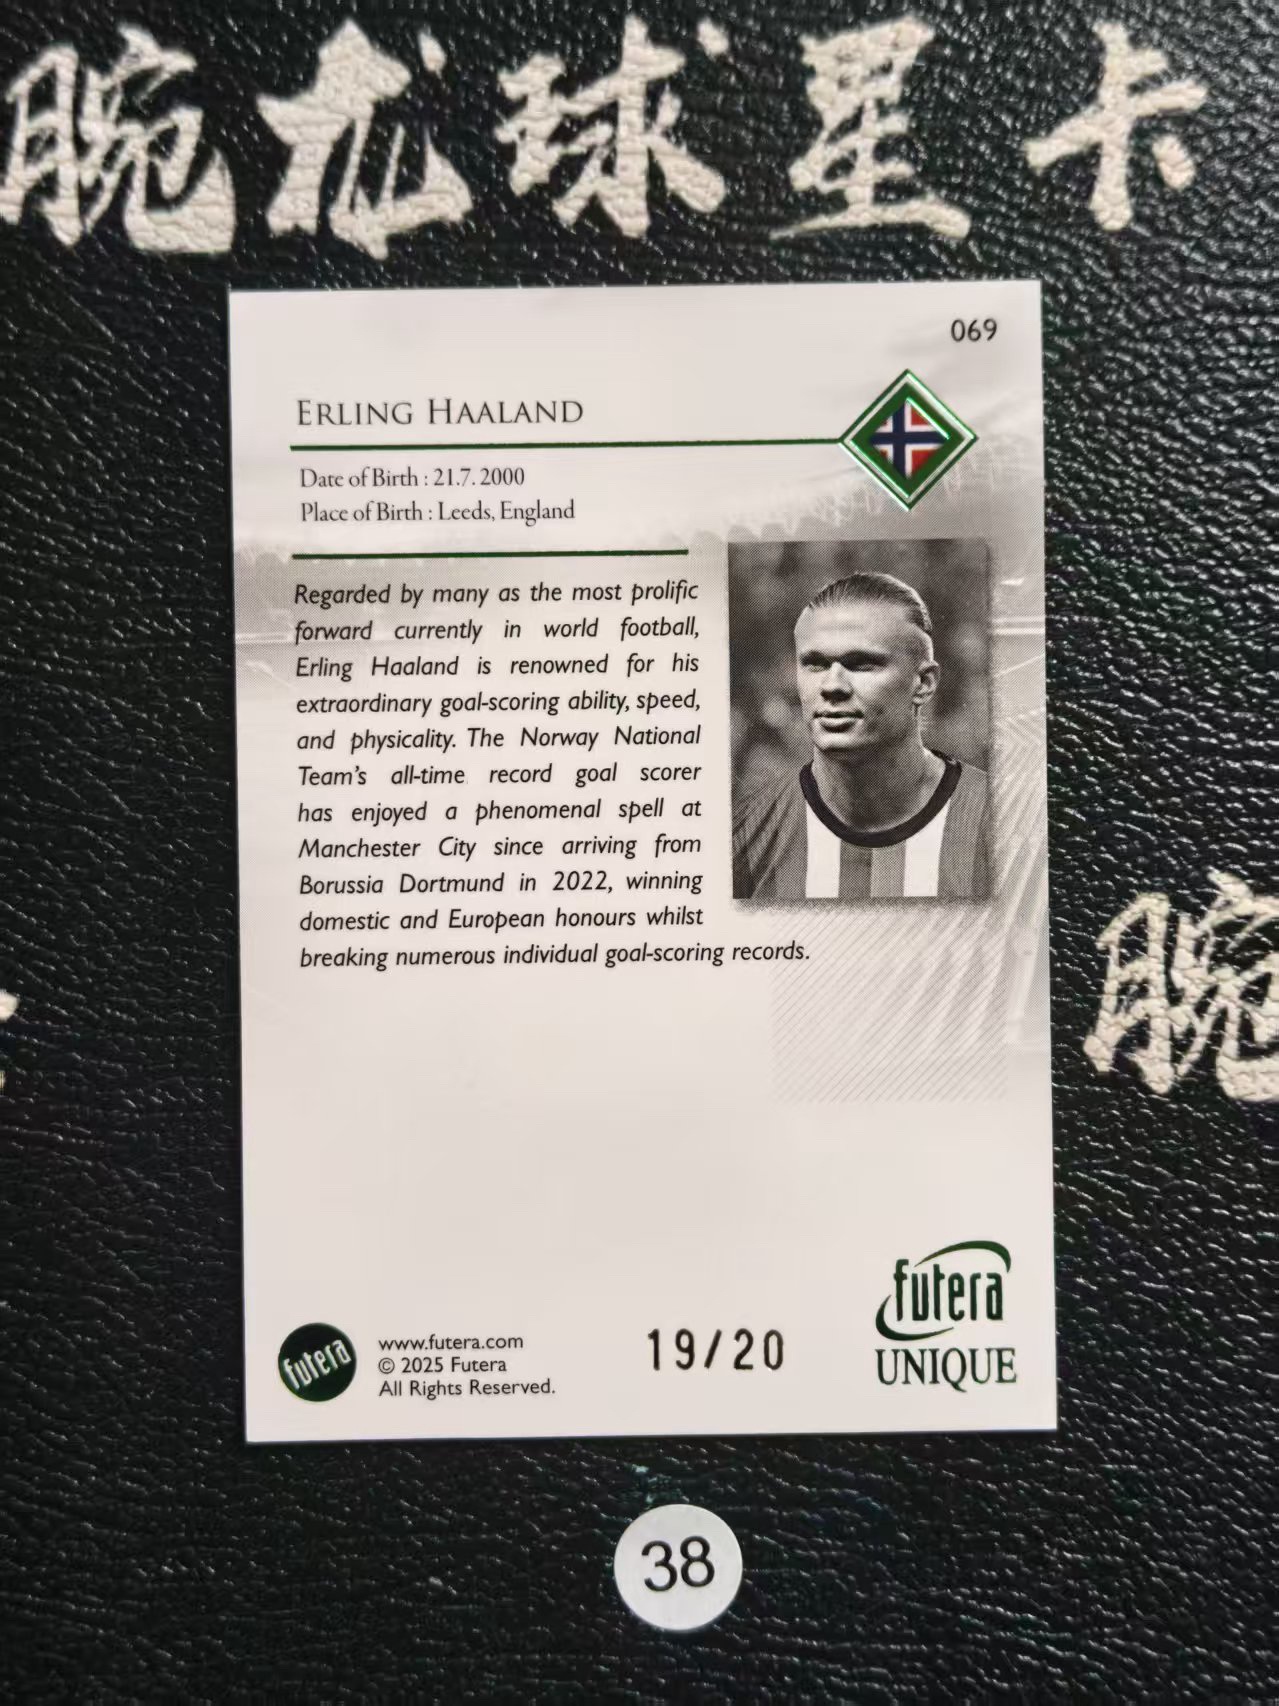 腕儿球星卡
069
ERLING HAALAND
Date of Birth : 21.7.2000
Place of Birth : Leeds, England
Regarded by many as the most prolific
forward currently in world football,
Erling Haaland is renowned for his
extraordinary goal-scoring ability, speed,
and physicality. The Norway National
Team's all-time record goal scorer
has enjoyed a phenomenal spell at
Manchester City since arriving from
Borussia Dortmund in 2022, winning
domestic and European honours whilst
breaking numerous individual goal-scoring records.
腕
futera
www.futera.com
© 2025 Futera
All Rights Reserved.
19/20
futera
UNIQUE
38